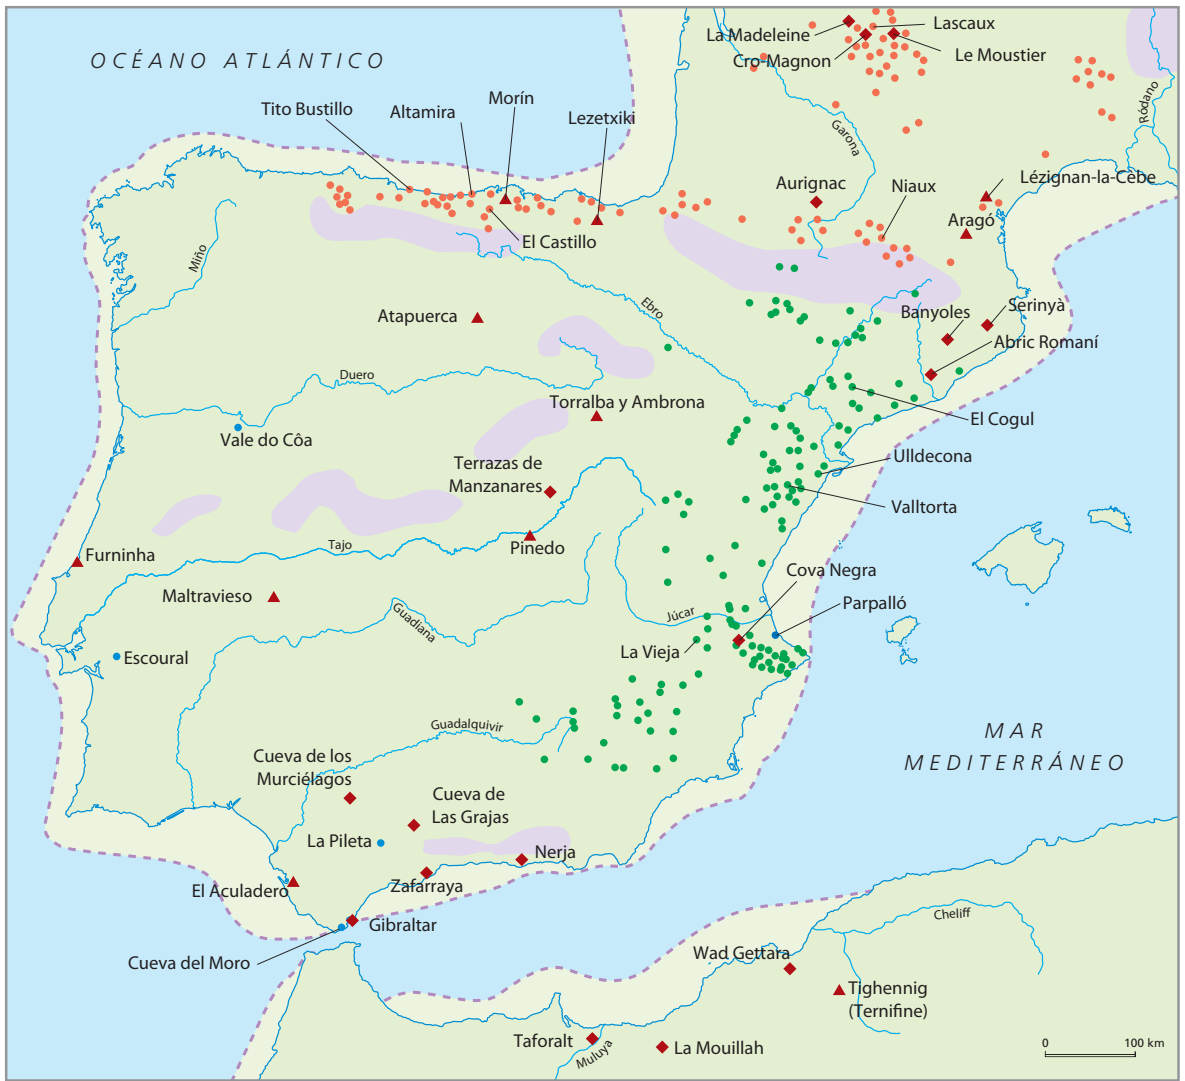 La Madeleine
Lascaux
Cro-Magnon
Le Moustier
OCÉANO ATLÁNTICO
Tito Bustillo
Altamira
Morín
Lezetxiki
Garona
Ródano
Aurignac
Niaux
Lézignan-la-Cèbe
Aragó
El Castillo
Miño
Ebro
Atapuerca
Banyoles
Serinyà
Abric Romaní
Duero
Torralba y Ambrona
El Cogul
Vale do Côa
Ulldecona
Terrazas de
Manzanares
Valltorta
Tajo
Pinedo
Furninha
Cova Negra
Maltravieso
Guadiana
Júcar
Parpalló
La Vieja
Escoural
Guadalquivir
MAR
MEDITERRÁNEO
Cueva de los
Murciélagos
Cueva de
Las Grajas
La Pileta
Nerja
El Aculadero
Zafarraya
Gibraltar
Cheliff
Cueva del Moro
Wad Gettara
Tighennig
(Ternifine)
Taforalt
Muluya
La Mouillah
0
100 km